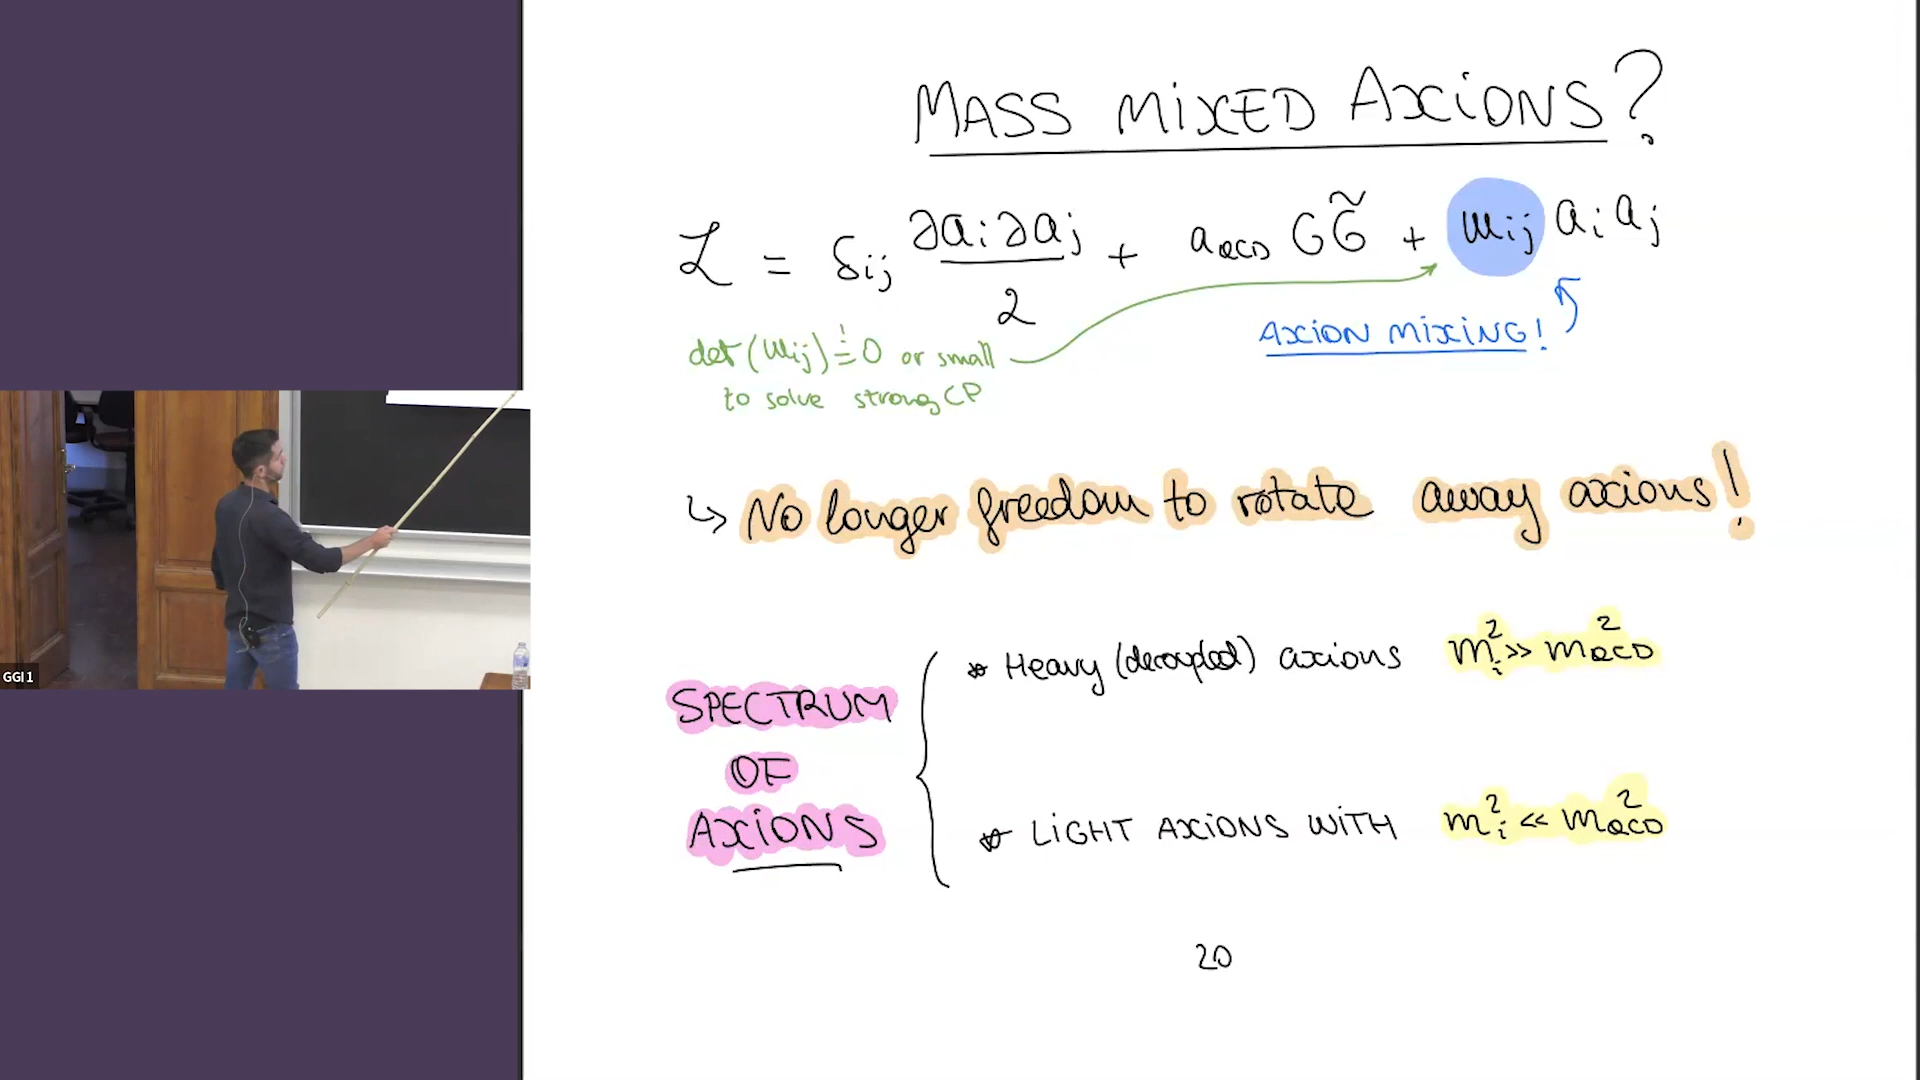 MASS MIXED AXIONS?
ℒ = δij ∂ai∂aj / 2 + aQCD GG̃ + mij ai aj
det(mij) =! 0 or small
to solve strong CP
AXION MIXING!
↳ No longer freedom to rotate away axions!
SPECTRUM
OF
AXIONS
* Heavy (decoupled) axions mi² >> mQCD²
* LIGHT AXIONS WITH mi² << mQCD²
20
GGI 1